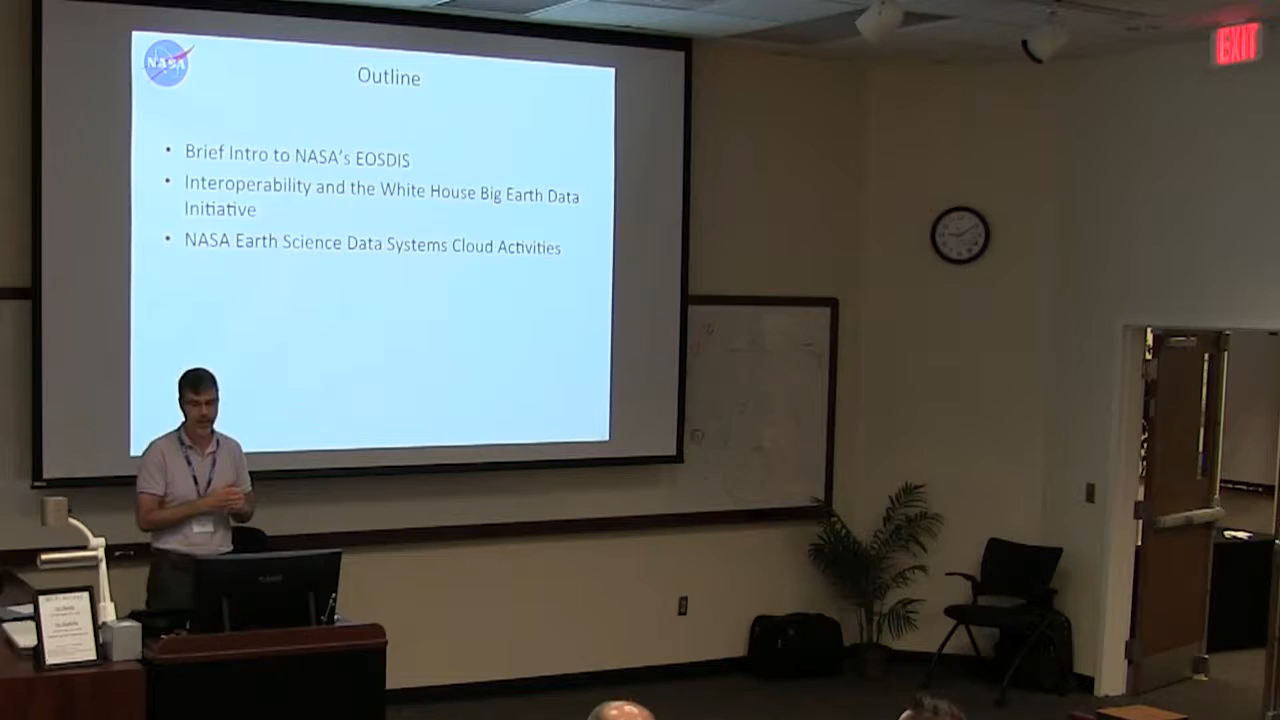 NASA
Outline
• Brief Intro to NASA's EOSDIS
• Interoperability and the White House Big Earth Data
Initiative
• NASA Earth Science Data Systems Cloud Activities
EXIT